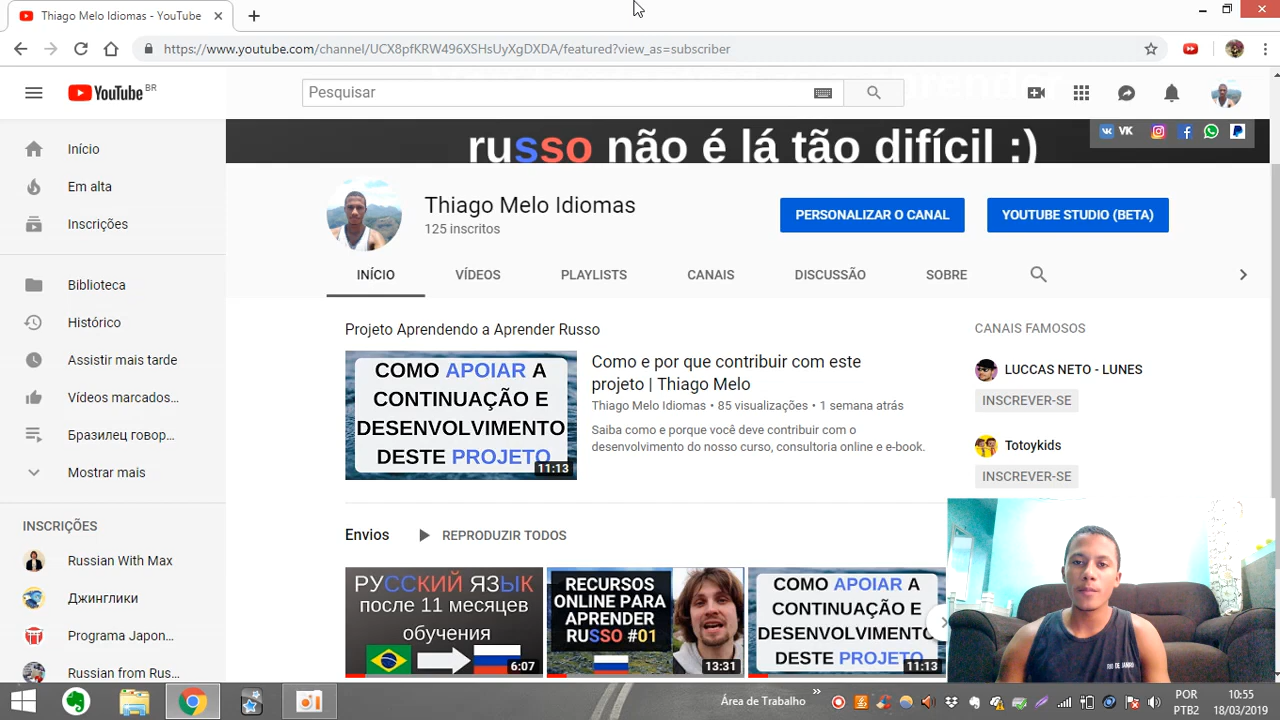 Thiago Melo Idiomas - YouTube
https://www.youtube.com/channel/UCX8pfKRW496XSHsUyXgDXDA/featured?view_as=subscriber
YouTube BR
Pesquisar
russo não é lá tão difícil :)
VK
Início
Em alta
Inscrições
Biblioteca
Histórico
Assistir mais tarde
Vídeos marcados...
Бразилец говор...
Mostrar mais
INSCRIÇÕES
Russian With Max
Джинглики
Programa Japon...
Russian from Rus...
Thiago Melo Idiomas
125 inscritos
PERSONALIZAR O CANAL
YOUTUBE STUDIO (BETA)
INÍCIO
VÍDEOS
PLAYLISTS
CANAIS
DISCUSSÃO
SOBRE
Projeto Aprendendo a Aprender Russo
COMO APOIAR A
CONTINUAÇÃO E
DESENVOLVIMENTO
DESTE PROJETO
11:13
Como e por que contribuir com este
projeto | Thiago Melo
Thiago Melo Idiomas • 85 visualizações • 1 semana atrás
Saiba como e porque você deve contribuir com o
desenvolvimento do nosso curso, consultoria online e e-book.
CANAIS FAMOSOS
LUCCAS NETO - LUNES
INSCREVER-SE
Totoykids
INSCREVER-SE
Envios
REPRODUZIR TODOS
РУССКИЙ ЯЗЫК
после 11 месяцев
обучения
6:07
RECURSOS
ONLINE PARA
APRENDER
RUSSO #01
13:31
COMO APOIAR A
CONTINUAÇÃO E
DESENVOLVIMENTO
DESTE PROJETO
11:13
RIO DE JANEIRO
Área de Trabalho
POR
PTB2
10:55
18/03/2019